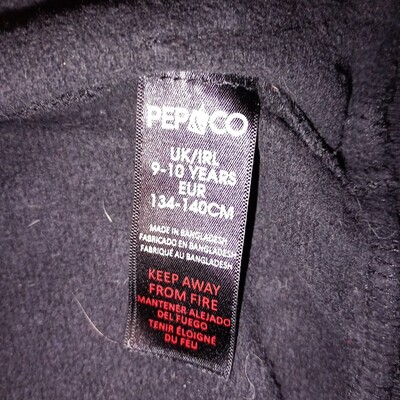 PEP&CO
UK/IRL
9-10 YEARS
EUR
134-140CM
MADE IN BANGLADESH
FABRICADO EN BANGLADESH
FABRIQUÉ AU BANGLADESH
KEEP AWAY
FROM FIRE
MANTENER ALEJADO
DEL FUEGO
TENIR ÉLOIGNÉ
DU FEU